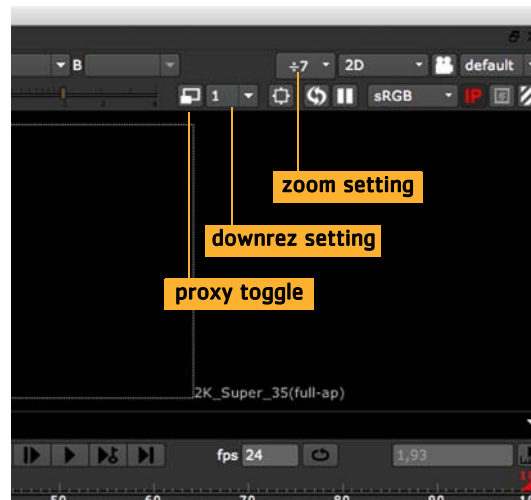 B ÷7 2D default
1 sRGB IP
zoom setting
downrez setting
proxy toggle
2K_Super_35(full-ap)
fps 24 1,93
50 60 70 80 90